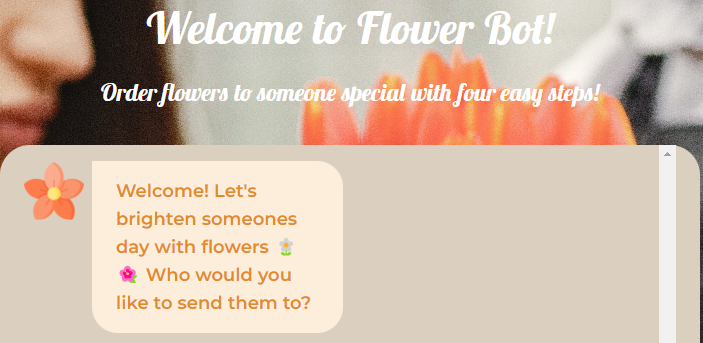 Welcome to Flower Bot!
Order flowers to someone special with four easy steps!
Welcome! Let's
brighten someones
day with flowers 🌼
🌺 Who would you
like to send them to?